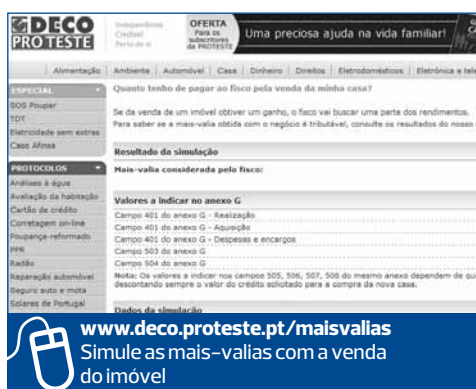 DECO
PROTESTE
Independência
Credível
Perto de si
OFERTA
Para os
subscritores
da PROTESTE
Uma preciosa ajuda na vida familiar!
Alimentação | Ambiente | Automóvel | Casa | Dinheiro | Direitos | Eletrodomésticos | Eletrónica e tele
ESPECIAL
SOS Poupar
TDT
Eletricidade sem extras
Caso Afinsa
PROTOCOLOS
Análises à água
Avaliação da habitação
Cartão de crédito
Corretagem on-line
Poupança-reformado
PPR
Radão
Reparação automóvel
Seguro auto e mota
Solares de Portugal
Quanto tenho de pagar ao fisco pela venda da minha casa?
Se da venda de um imóvel obtiver um ganho, o fisco vai buscar uma parte dos rendimentos.
Para saber se a mais-valia obtida com o negócio é tributável, consulte os resultados do nosso
Resultado da simulação
Mais-valia considerada pelo fisco:
Valores a indicar no anexo G
Campo 401 do anexo G - Realização
Campo 401 do anexo G - Aquisição
Campo 401 do anexo G - Despesas e encargos
Campo 503 do anexo G
Campo 504 do anexo G
Nota: Os valores a indicar nos campos 505, 506, 507, 508 do mesmo anexo dependem de qu
descontando sempre o valor do crédito solicitado para a compra da nova casa.
Dados da simulação
www.deco.proteste.pt/maisvalias
Simule as mais-valias com a venda
do imóvel